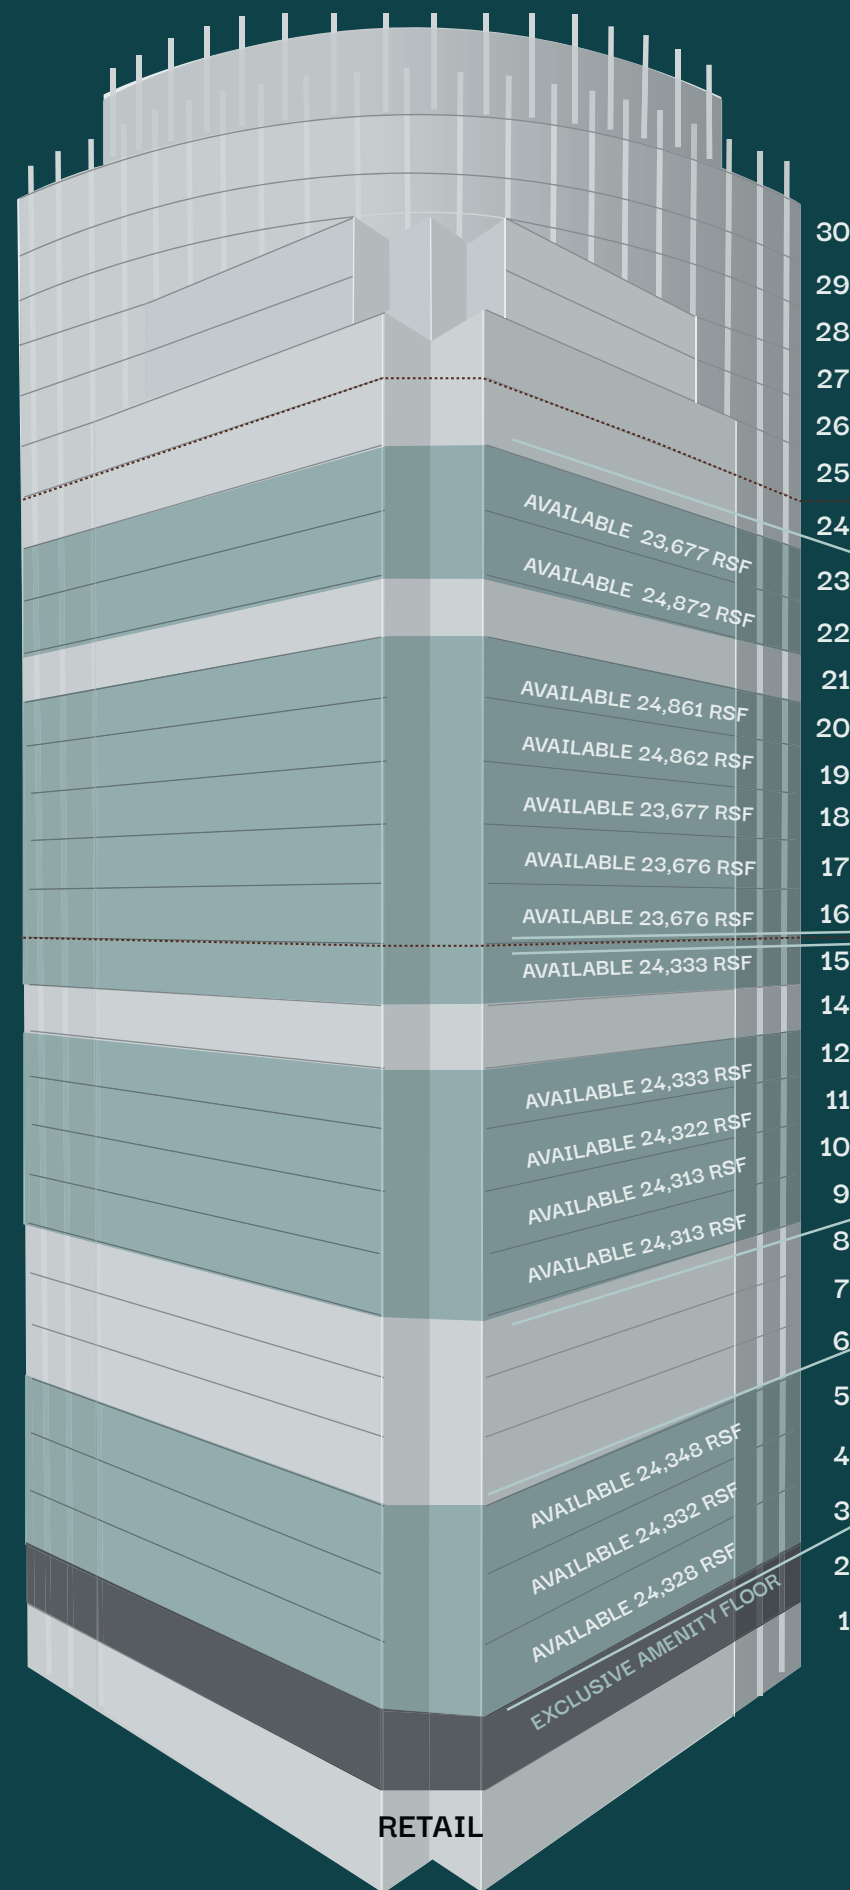 30
29
28
27
26
25
24
AVAILABLE 23,677 RSF
23
AVAILABLE 24,872 RSF
22
21
AVAILABLE 24,861 RSF
20
AVAILABLE 24,862 RSF
19
AVAILABLE 23,677 RSF
18
AVAILABLE 23,676 RSF
17
AVAILABLE 23,676 RSF
16
AVAILABLE 24,333 RSF
15
14
12
AVAILABLE 24,333 RSF
11
AVAILABLE 24,322 RSF
10
AVAILABLE 24,313 RSF
9
AVAILABLE 24,313 RSF
8
7
6
5
AVAILABLE 24,348 RSF
4
AVAILABLE 24,332 RSF
3
AVAILABLE 24,328 RSF
2
EXCLUSIVE AMENITY FLOOR
1
RETAIL